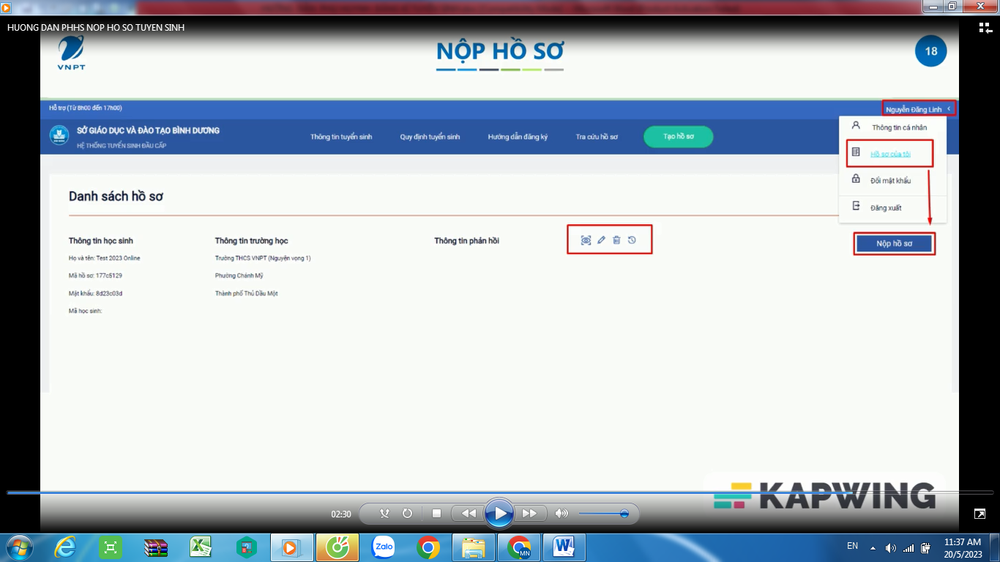 HUONG DAN PHHS NOP HO SO TUYEN SINH
VNPT
NỘP HỒ SƠ
18
Hỗ trợ (Từ 8h00 đến 17h00)
Nguyễn Đăng Linh
SỞ GIÁO DỤC VÀ ĐÀO TẠO BÌNH DƯƠNG
HỆ THỐNG TUYỂN SINH ĐẦU CẤP
Thông tin tuyển sinh
Quy định tuyển sinh
Hướng dẫn đăng ký
Tra cứu hồ sơ
Tạo hồ sơ
Thông tin cá nhân
Hồ sơ của tôi
Đổi mật khẩu
Đăng xuất
Danh sách hồ sơ
Thông tin học sinh
Thông tin trường học
Thông tin phản hồi
Nộp hồ sơ
Họ và tên: Test 2023 Online
Trường THCS VNPT (Nguyện vọng 1)
Mã hồ sơ: 177c5129
Phường Chánh Mỹ
Mật khẩu: 8d23c03d
Thành phố Thủ Dầu Một
Mã học sinh:
KAPWING
02:30
Zalo
MN
EN
11:37 AM
20/5/2023